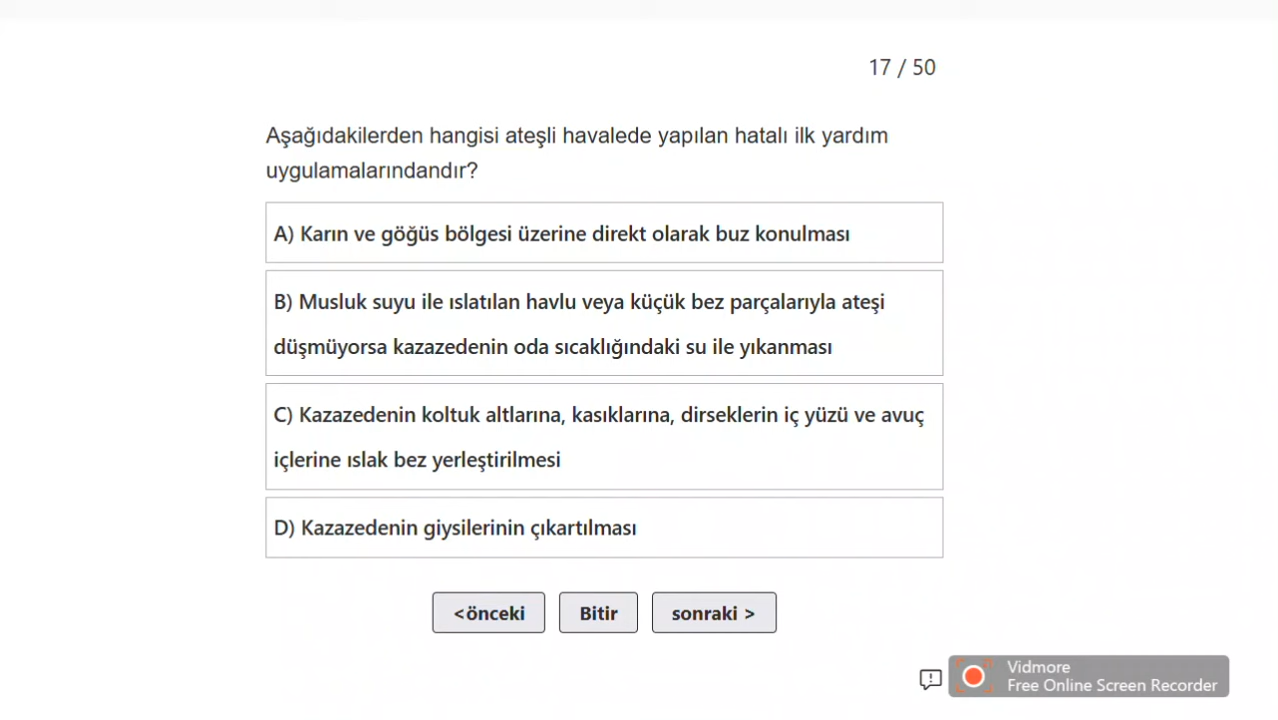 17 / 50
Aşağıdakilerden hangisi ateşli havalede yapılan hatalı ilk yardım
uygulamalarındandır?
A) Karın ve göğüs bölgesi üzerine direkt olarak buz konulması
B) Musluk suyu ile ıslatılan havlu veya küçük bez parçalarıyla ateşi
düşmüyorsa kazazedenin oda sıcaklığındaki su ile yıkanması
C) Kazazedenin koltuk altlarına, kasıklarına, dirseklerin iç yüzü ve avuç
içlerine ıslak bez yerleştirilmesi
D) Kazazedenin giysilerinin çıkartılması
<önceki Bitir sonraki >
Vidmore
Free Online Screen Recorder